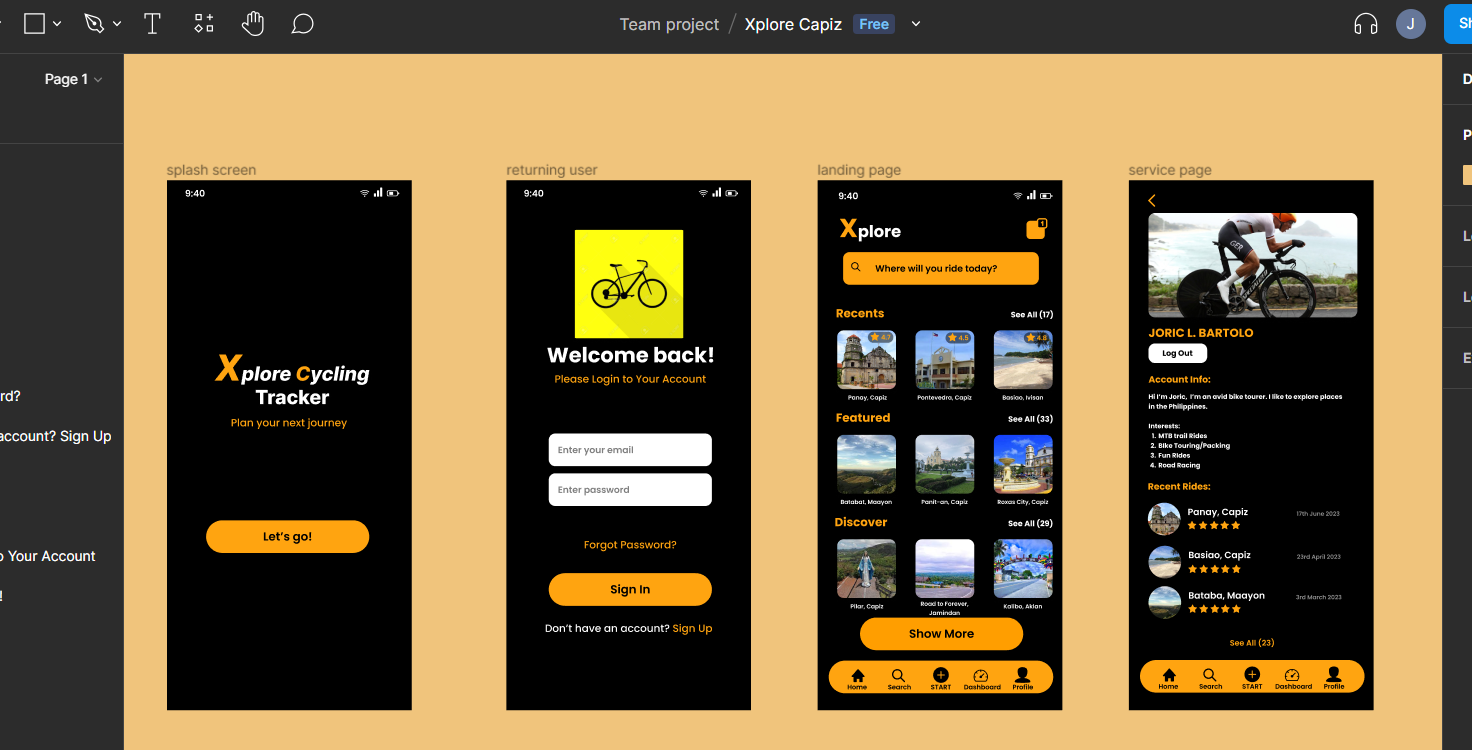 Team project / Xplore Capiz Free
J
Sh
Page 1
D
P
L
L
E
rd?
account? Sign Up
o Your Account
!
splash screen
9:40
Xplore Cycling
Tracker
Plan your next journey
Let's go!
returning user
9:40
Welcome back!
Please Login to Your Account
Enter your email
Enter password
Forgot Password?
Sign In
Don't have an account? Sign Up
landing page
9:40
Xplore
1
Where will you ride today?
Recents
See All (17)
4.7
4.5
4.8
Panay, Capiz
Pontevedra, Capiz
Basiao, Ivisan
Featured
See All (33)
Batabat, Maayon
Panit-an, Capiz
Roxas City, Capiz
Discover
See All (29)
Pilar, Capiz
Road to Forever,
Jamindan
Kalibo, Aklan
Show More
Home
Search
START
Dashboard
Profile
service page
GER
JORIC L. BARTOLO
Log Out
Account Info:
Hi I'm Joric, I'm an avid bike tourer. I like to explore places
in the Philippines.
Interests:
1. MTB trail Rides
2. Bike Touring/Packing
3. Fun Rides
4. Road Racing
Recent Rides:
Panay, Capiz
17th June 2023
Basiao, Capiz
23rd April 2023
Bataba, Maayon
3rd March 2023
See All (23)
Home
Search
START
Dashboard
Profile